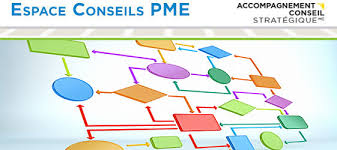 Espace Conseils PME
ACCOMPAGNEMENT
CONSEIL
STRATÉGIQUE